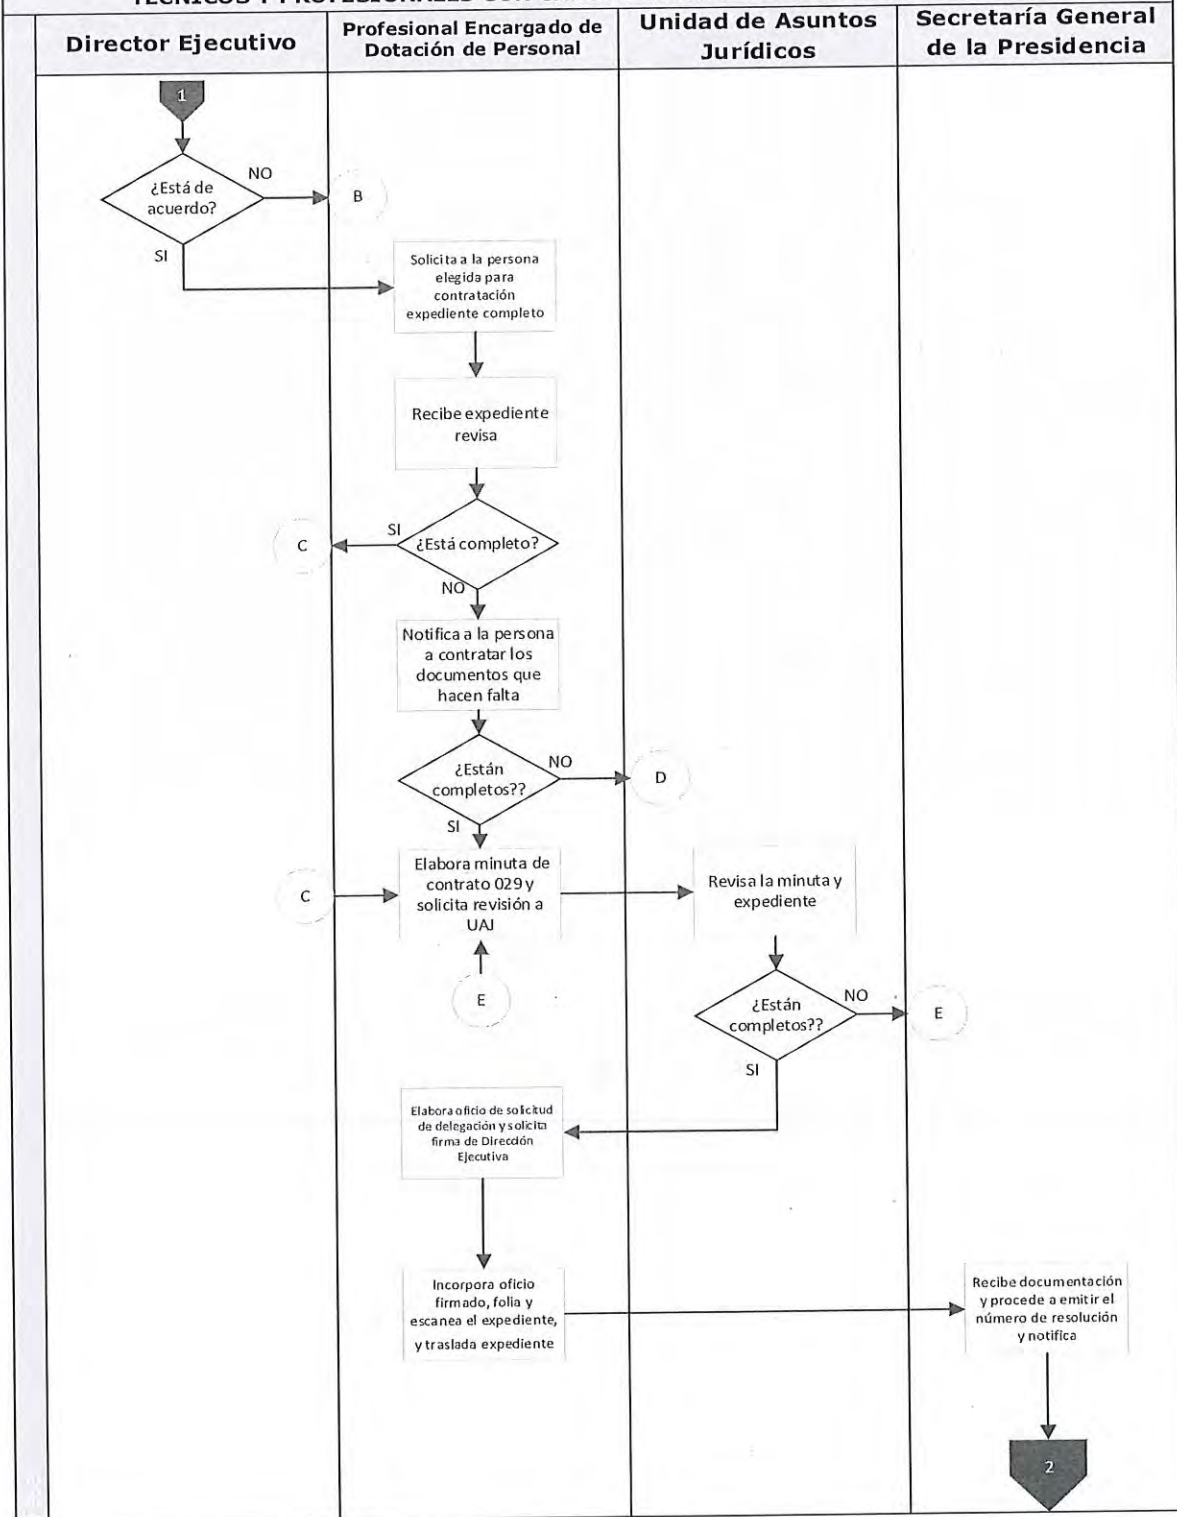 Director Ejecutivo
Profesional Encargado de
Dotación de Personal
Unidad de Asuntos
Jurídicos
Secretaría General
de la Presidencia
1
¿Está de
acuerdo?
NO
B
SI
Solicita a la persona
elegida para
contratación
expediente completo
Recibe expediente
revisa
¿Está completo?
SI
C
NO
Notifica a la persona
a contratar los
documentos que
hacen falta
¿Están
completos??
NO
D
SI
C
Elabora minuta de
contrato 029 y
solicita revisión a
UAJ
Revisa la minuta y
expediente
E
¿Están
completos??
NO
E
SI
Elabora oficio de solicitud
de delegación y solicita
firma de Dirección
Ejecutiva
Incorpora oficio
firmado, folia y
escanea el expediente,
y traslada expediente
Recibe documentación
y procede a emitir el
número de resolución
y notifica
2